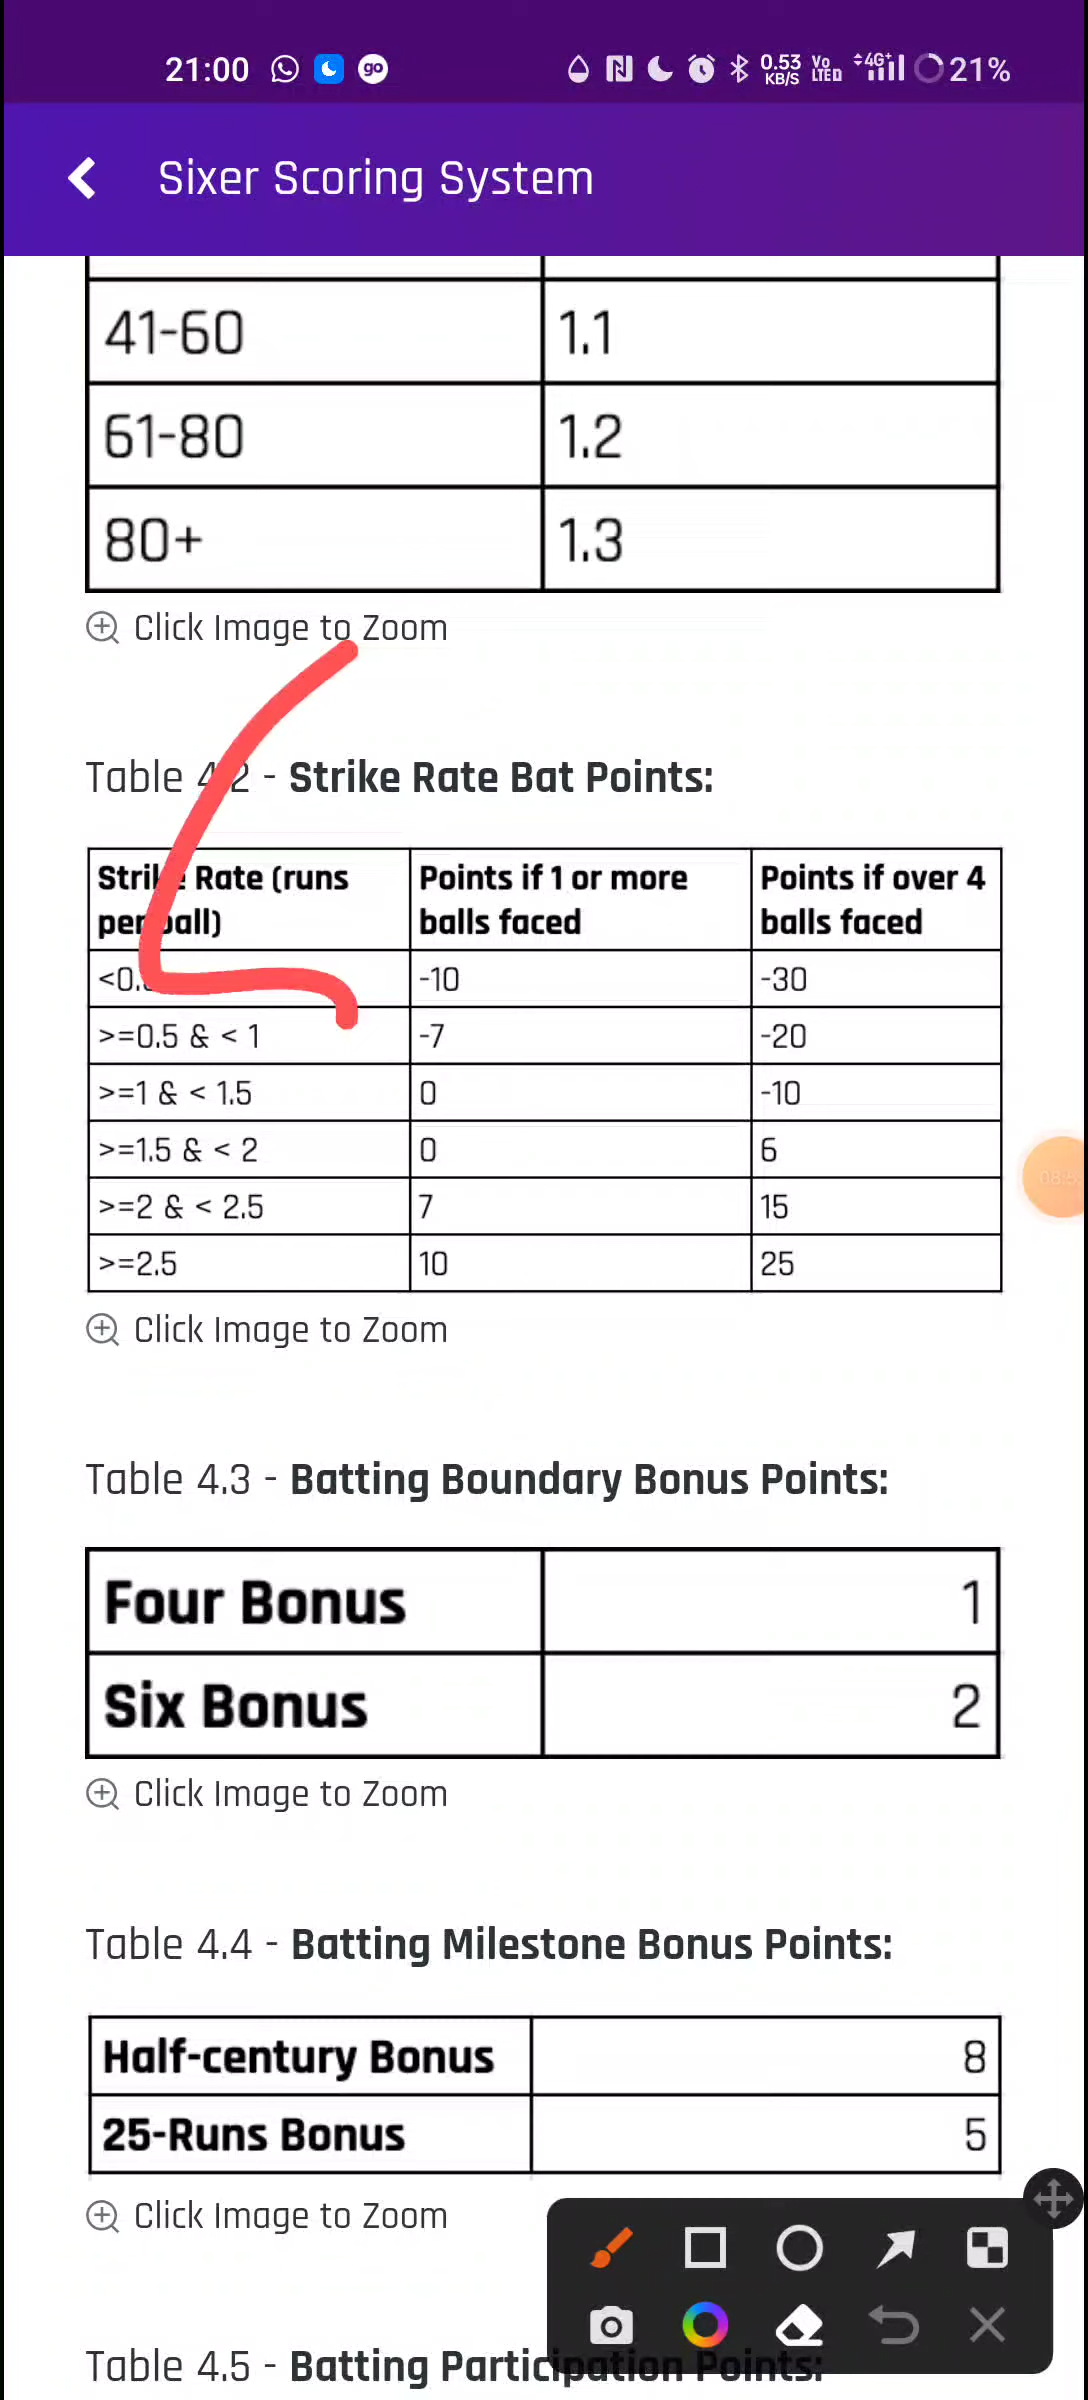 21:00 go 0.53 KB/S Vo LTED 4G+ 21%
Sixer Scoring System
41-60 1.1
61-80 1.2
80+ 1.3
Click Image to Zoom
Table 4.2 - Strike Rate Bat Points:
Strike Rate (runs per ball) Points if 1 or more balls faced Points if over 4 balls faced
-10 -30
>=0.5 & < 1 -7 -20
>=1 & < 1.5 0 -10
>=1.5 & < 2 0 6
>=2 & < 2.5 7 15
>=2.5 10 25
Click Image to Zoom
Table 4.3 - Batting Boundary Bonus Points:
Four Bonus 1
Six Bonus 2
Click Image to Zoom
Table 4.4 - Batting Milestone Bonus Points:
Half-century Bonus 8
25-Runs Bonus 5
Click Image to Zoom
Table 4.5 - Batting Participation Points: